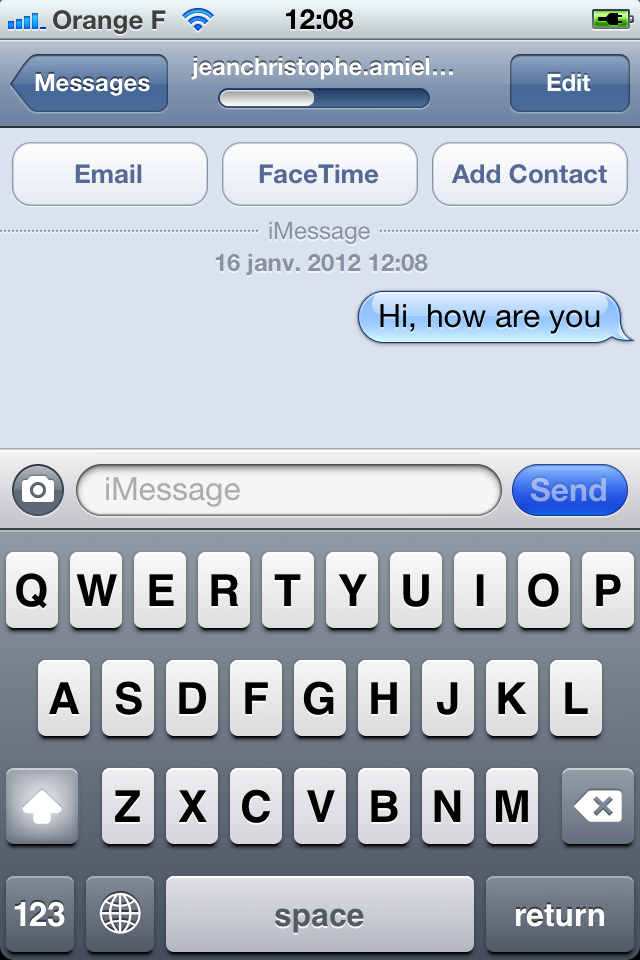 Orange F 12:08
Messages jeanchristophe.amiel... Edit
Email FaceTime Add Contact
iMessage
16 janv. 2012 12:08
Hi, how are you
iMessage Send
Q W E R T Y U I O P
A S D F G H J K L
Z X C V B N M
123 space return